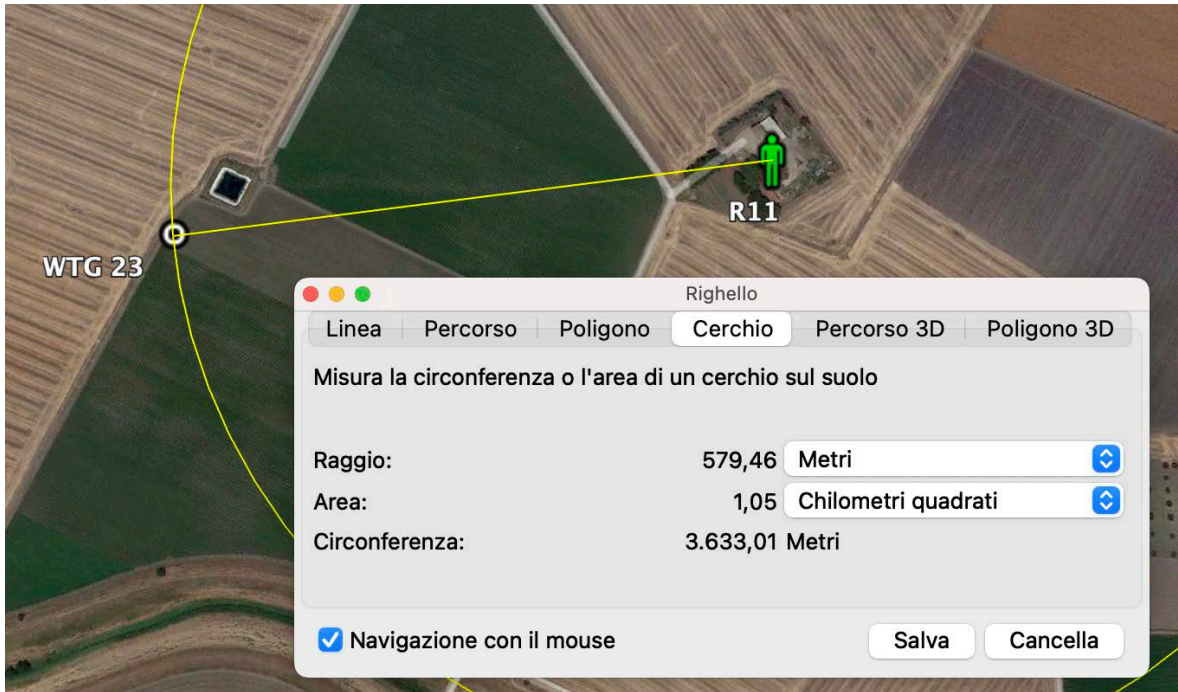 R11
WTG 23
Righello
Linea Percorso Poligono Cerchio Percorso 3D Poligono 3D
Misura la circonferenza o l'area di un cerchio sul suolo
Raggio: 579,46 Metri
Area: 1,05 Chilometri quadrati
Circonferenza: 3.633,01 Metri
Navigazione con il mouse Salva Cancella